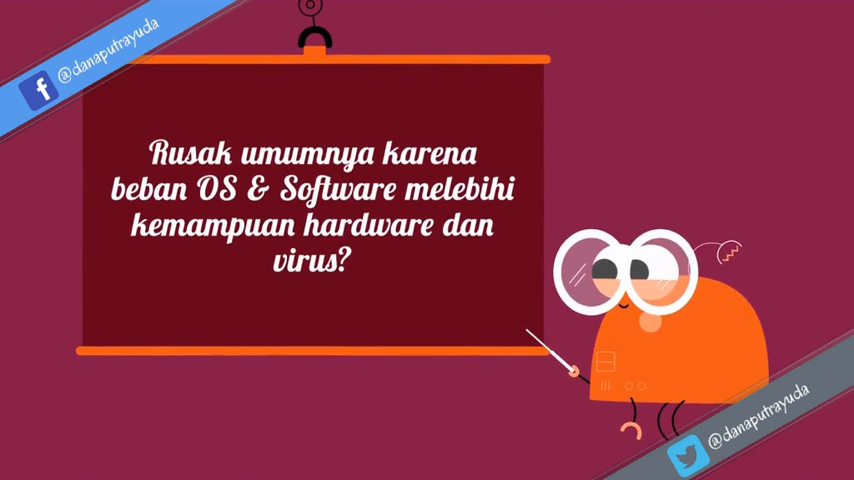 @danaputrayuda
Rusak umumnya karena
beban OS & Software melebihi
kemampuan hardware dan
virus?
@danaputrayuda